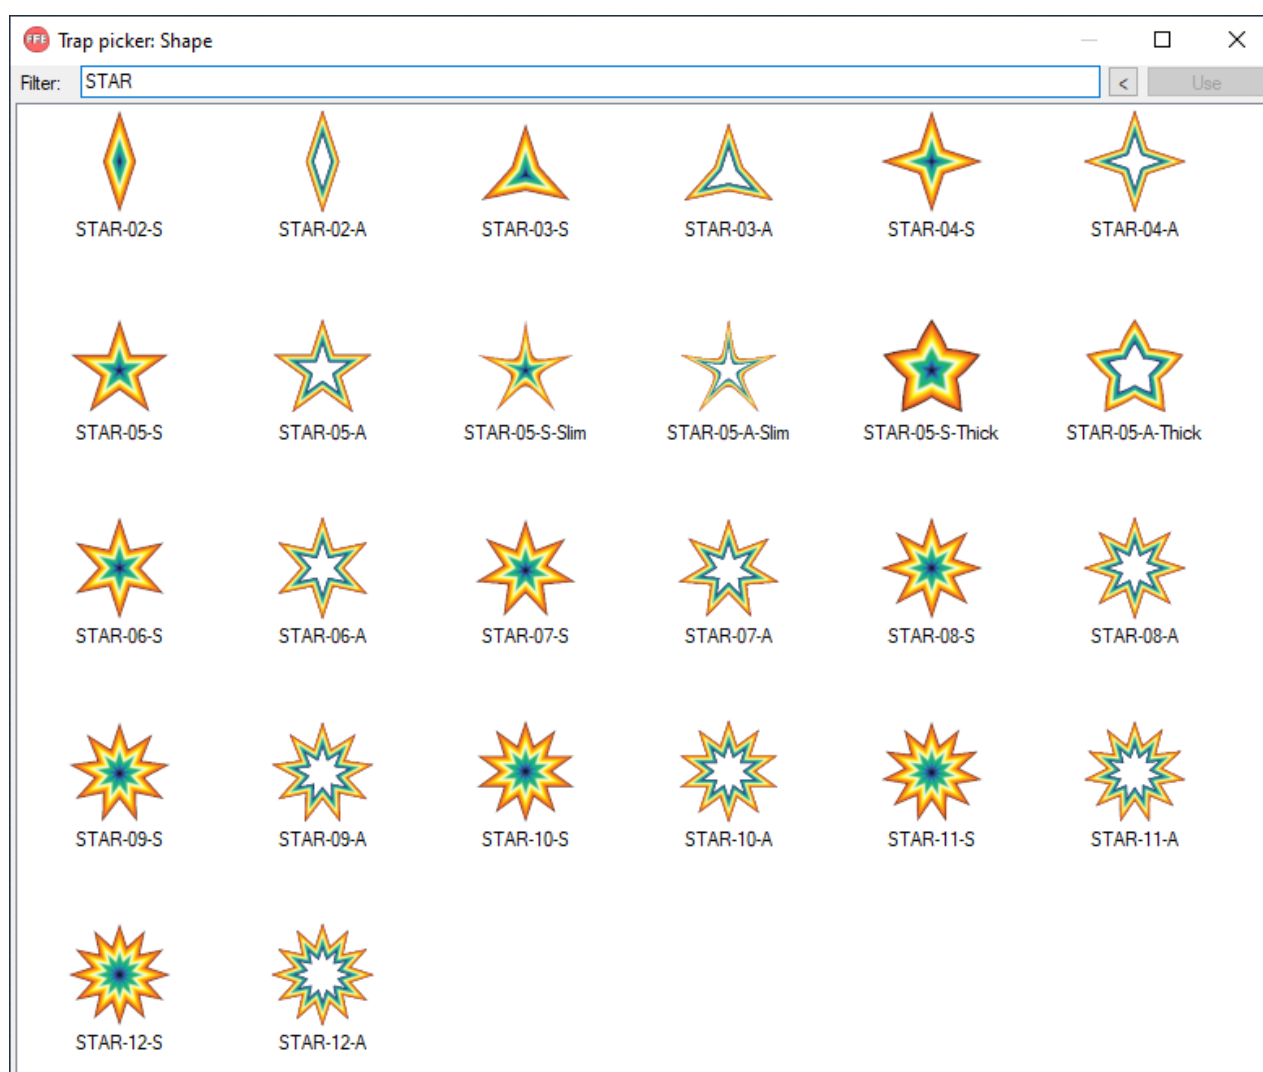 FFE Trap picker: Shape
Filter: STAR < Use
STAR-02-S STAR-02-A STAR-03-S STAR-03-A STAR-04-S STAR-04-A
STAR-05-S STAR-05-A STAR-05-S-Slim STAR-05-A-Slim STAR-05-S-Thick STAR-05-A-Thick
STAR-06-S STAR-06-A STAR-07-S STAR-07-A STAR-08-S STAR-08-A
STAR-09-S STAR-09-A STAR-10-S STAR-10-A STAR-11-S STAR-11-A
STAR-12-S STAR-12-A